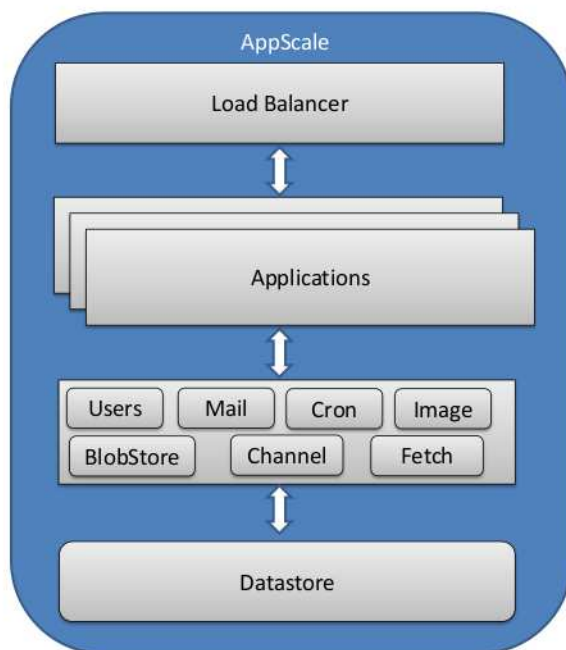 AppScale
Load Balancer
Applications
Users Mail Cron Image
BlobStore Channel Fetch
Datastore